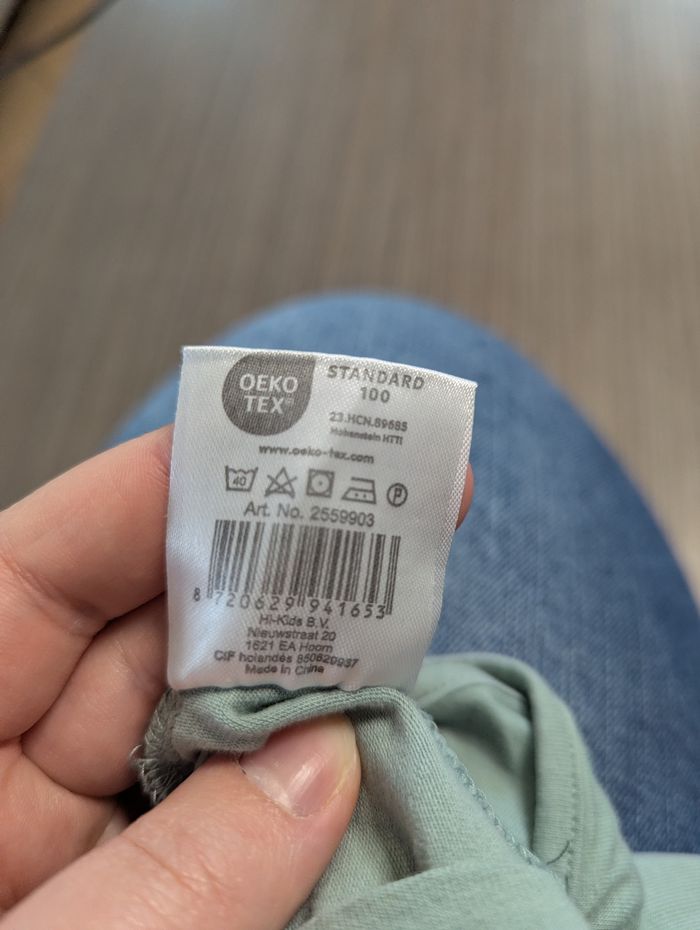 OEKO
TEX®
STANDARD
100
23.HCN.89685
Hohenstein HTTI
www.oeko-tex.com
40
P
Art. No. 2559903
8 720629 941653
Hi-Kids B.V.
Nieuwstraat 20
1621 EA Hoorn
CIF holandés 850620937
Made in China